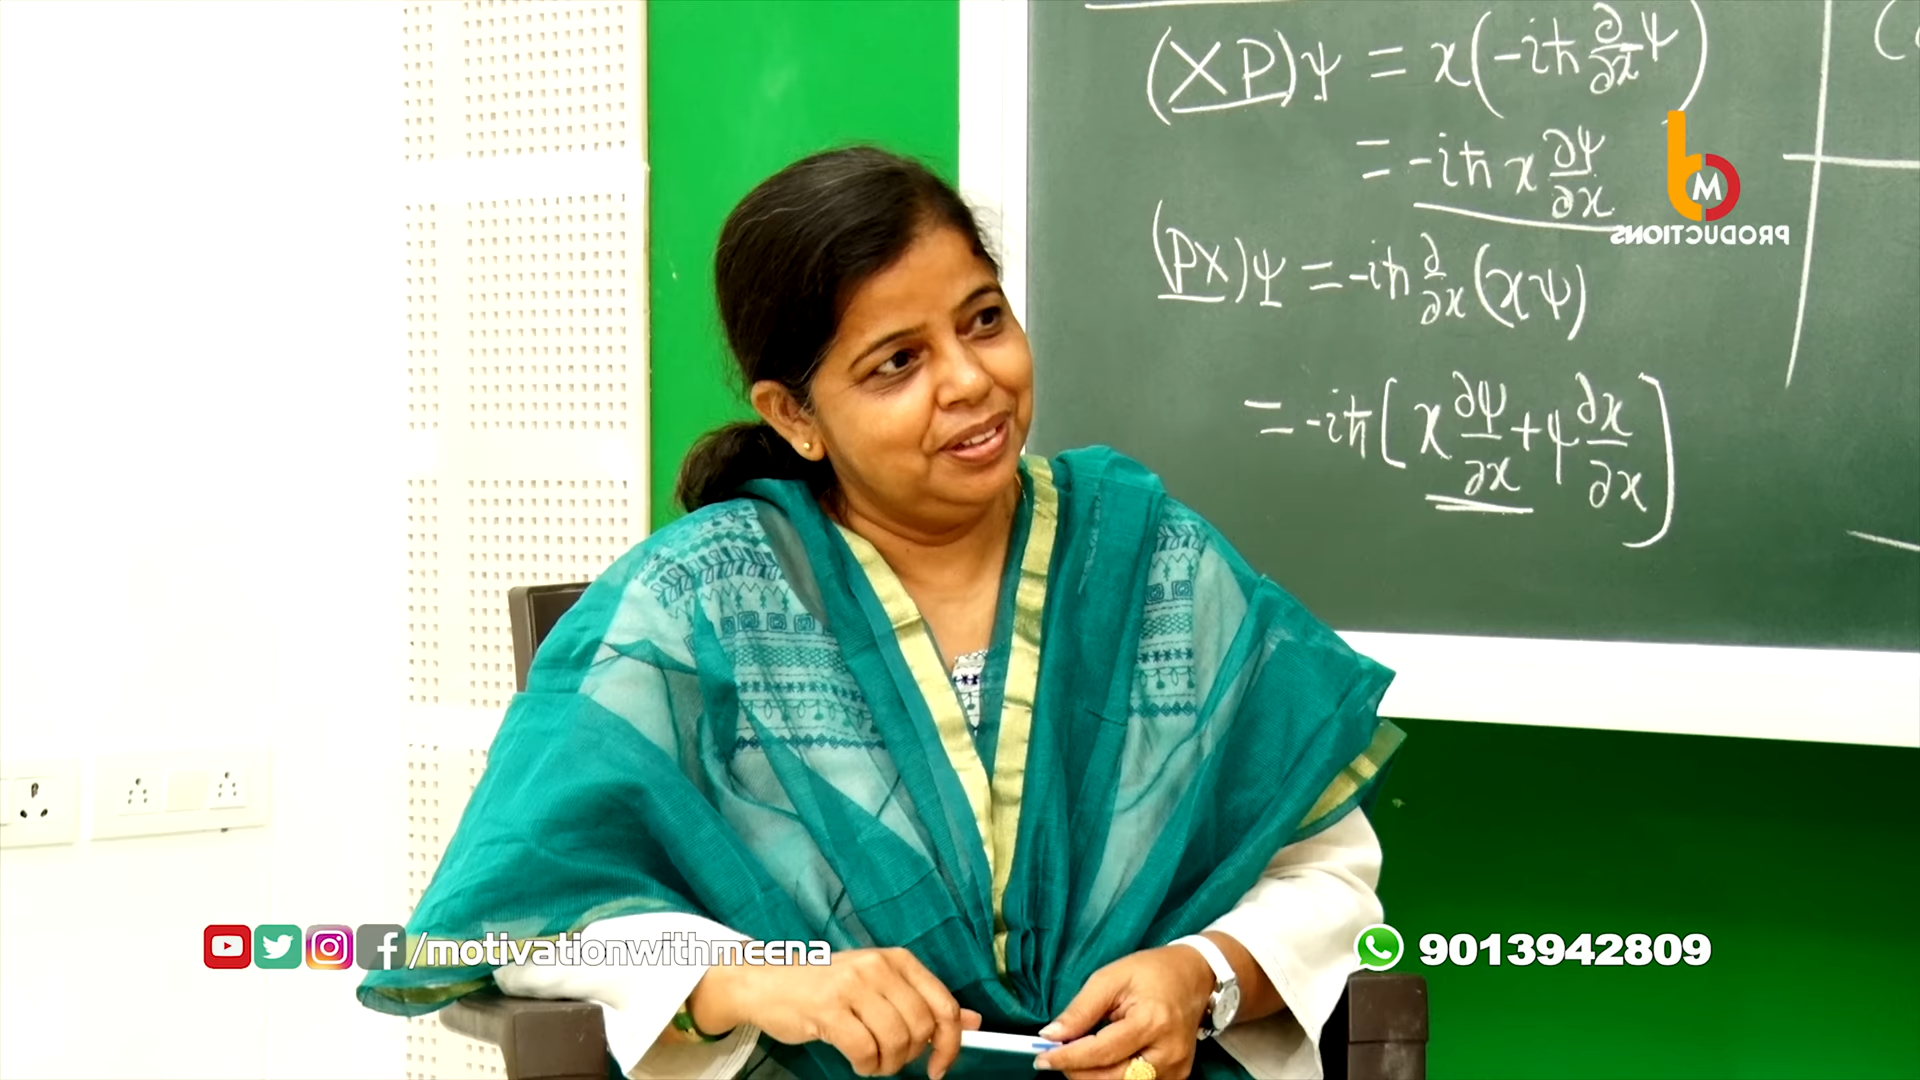 (XP)ψ = x(-iħ ∂/∂x ψ)
= -iħ x ∂ψ/∂x
(PX)ψ = -iħ ∂/∂x (xψ)
= -iħ [x ∂ψ/∂x + ψ ∂x/∂x]
M
PRODUCTIONS
/motivationwithmeena
9013942809